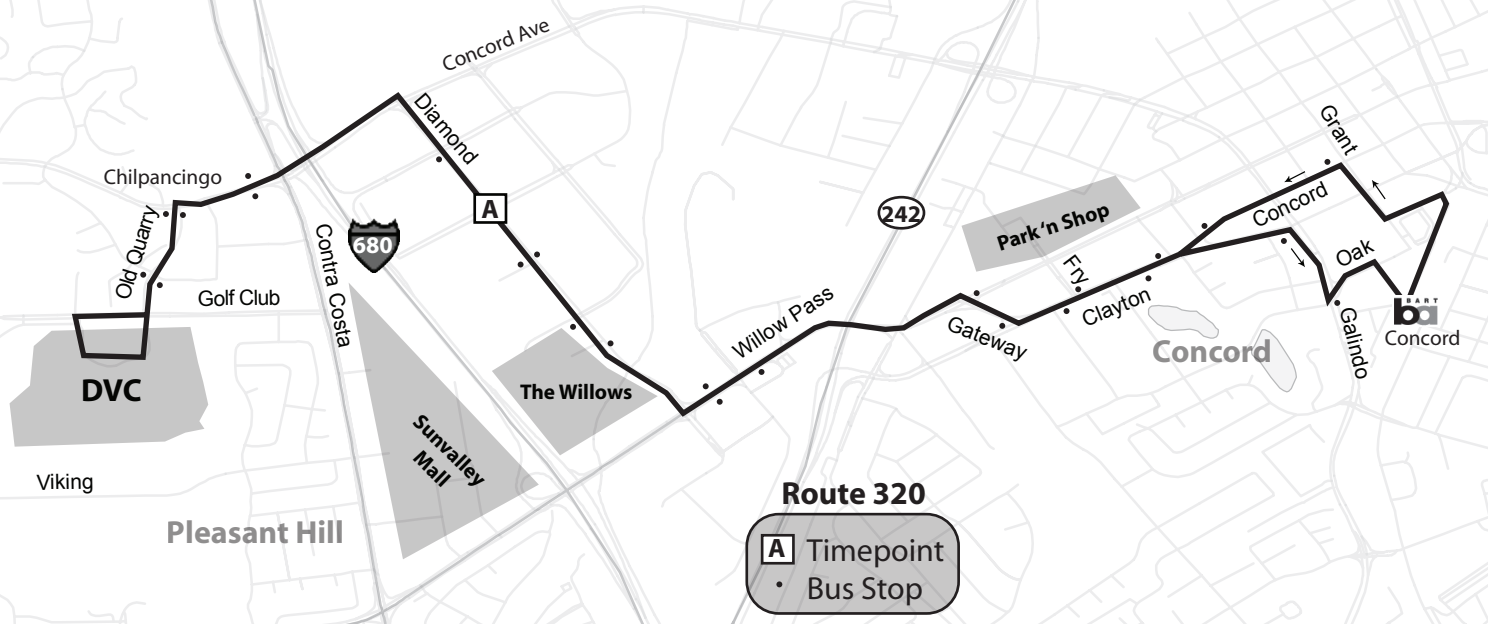 Concord Ave
Diamond
Grant
Chilpancingo
Concord
Old Quarry
A
242
Park 'n Shop
680
Contra Costa
Oak
Fry
Golf Club
Willow Pass
Clayton
BART
ba
Gateway
Galindo
Concord
Concord
DVC
The Willows
Sunvalley
Mall
Viking
Pleasant Hill
Route 320
A Timepoint
• Bus Stop